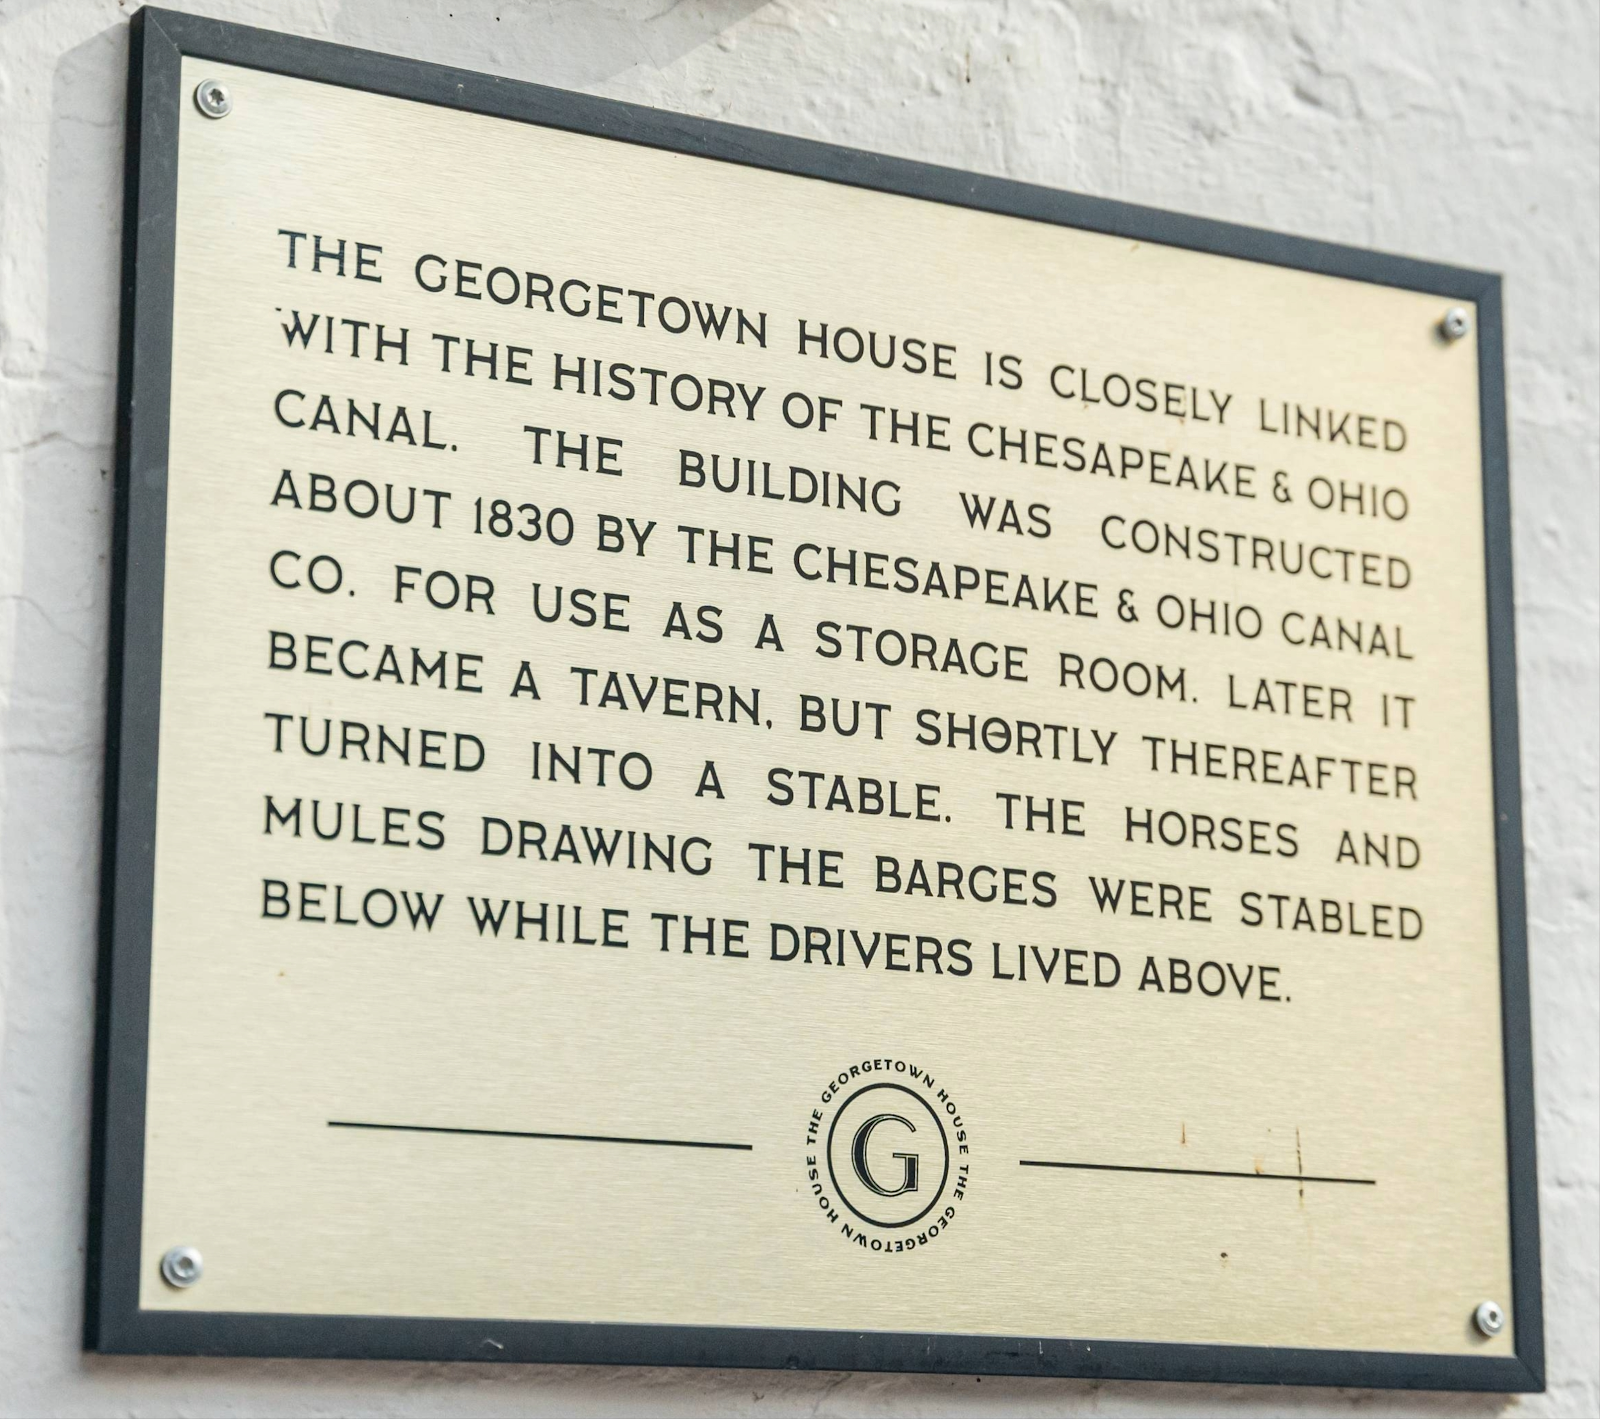 THE GEORGETOWN HOUSE IS CLOSELY LINKED
WITH THE HISTORY OF THE CHESAPEAKE & OHIO
CANAL. THE BUILDING WAS CONSTRUCTED
ABOUT 1830 BY THE CHESAPEAKE & OHIO CANAL
CO. FOR USE AS A STORAGE ROOM. LATER IT
BECAME A TAVERN, BUT SHORTLY THEREAFTER
TURNED INTO A STABLE. THE HORSES AND
MULES DRAWING THE BARGES WERE STABLED
BELOW WHILE THE DRIVERS LIVED ABOVE.
THE GEORGETOWN HOUSE THE GEORGETOWN HOUSE
G